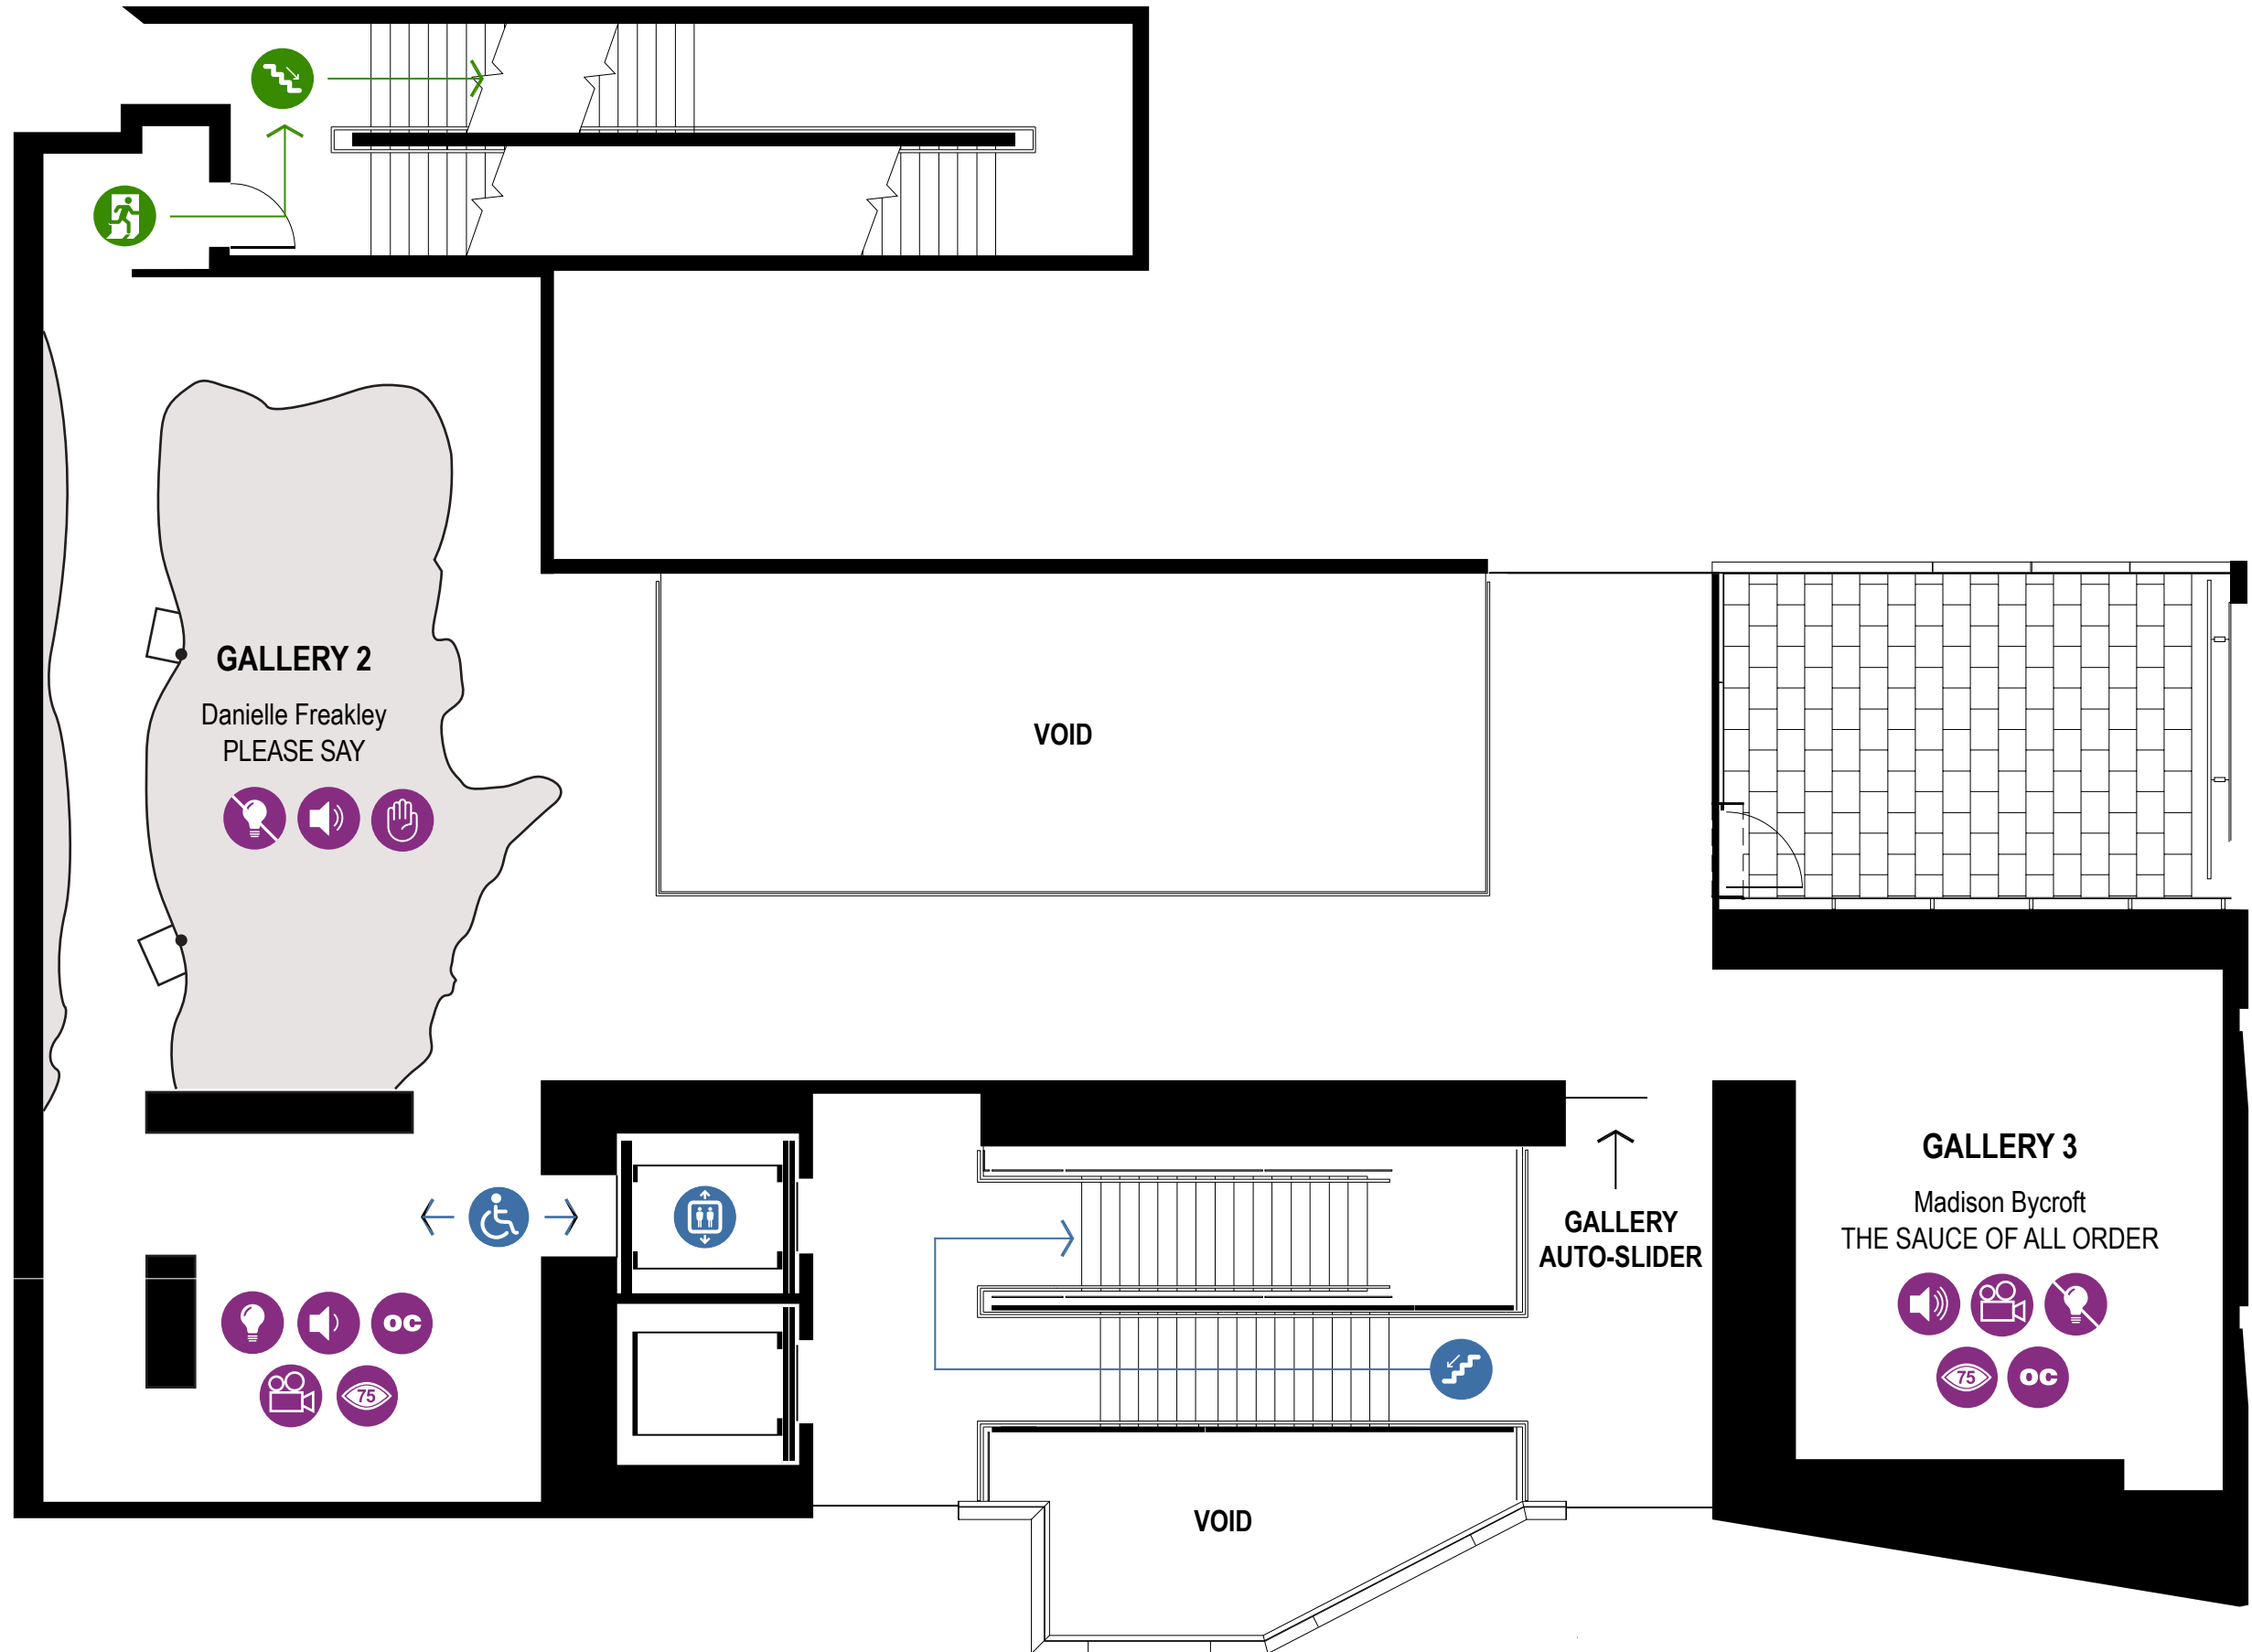 GALLERY 2
Danielle Freakley
PLEASE SAY
VOID
GALLERY 3
Madison Bycroft
THE SAUCE OF ALL ORDER
75
OC
GALLERY
AUTO-SLIDER
OC
75
VOID